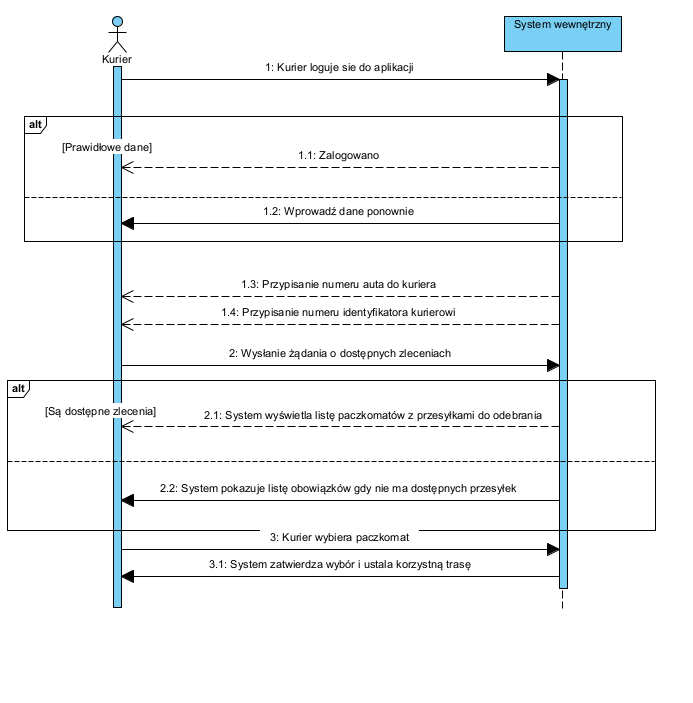 System wewnętrzny
Kurier
1: Kurier loguje sie do aplikacji
alt
[Prawidłowe dane]
1.1: Zalogowano
1.2: Wprowadź dane ponownie
1.3: Przypisanie numeru auta do kuriera
1.4: Przypisanie numeru identyfikatora kurierowi
2: Wysłanie żądania o dostępnych zleceniach
alt
[Są dostępne zlecenia]
2.1: System wyświetla listę paczkomatów z przesyłkami do odebrania
2.2: System pokazuje listę obowiązków gdy nie ma dostępnych przesyłek
3: Kurier wybiera paczkomat
3.1: System zatwierdza wybór i ustala korzystną trasę